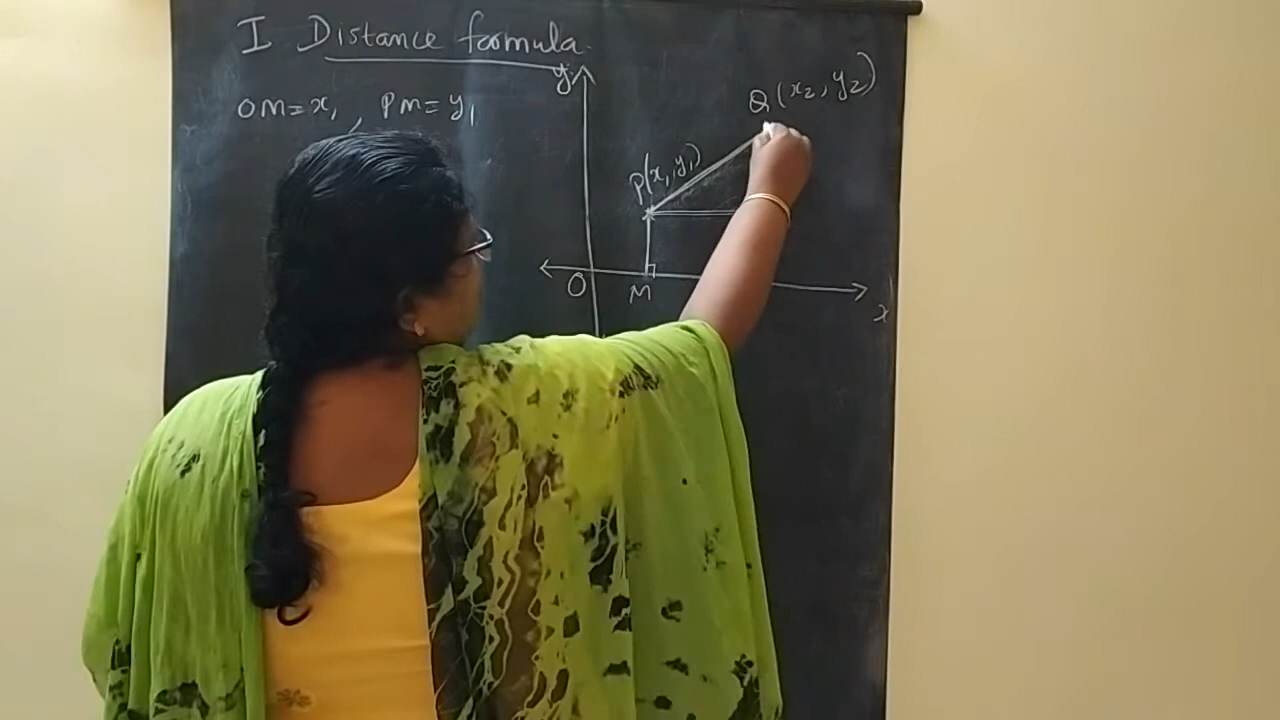 I Distance formula.
OM = x₁, PM = y₁
y
Q(x₂, y₂)
P(x₁, y₁)
O
M
x